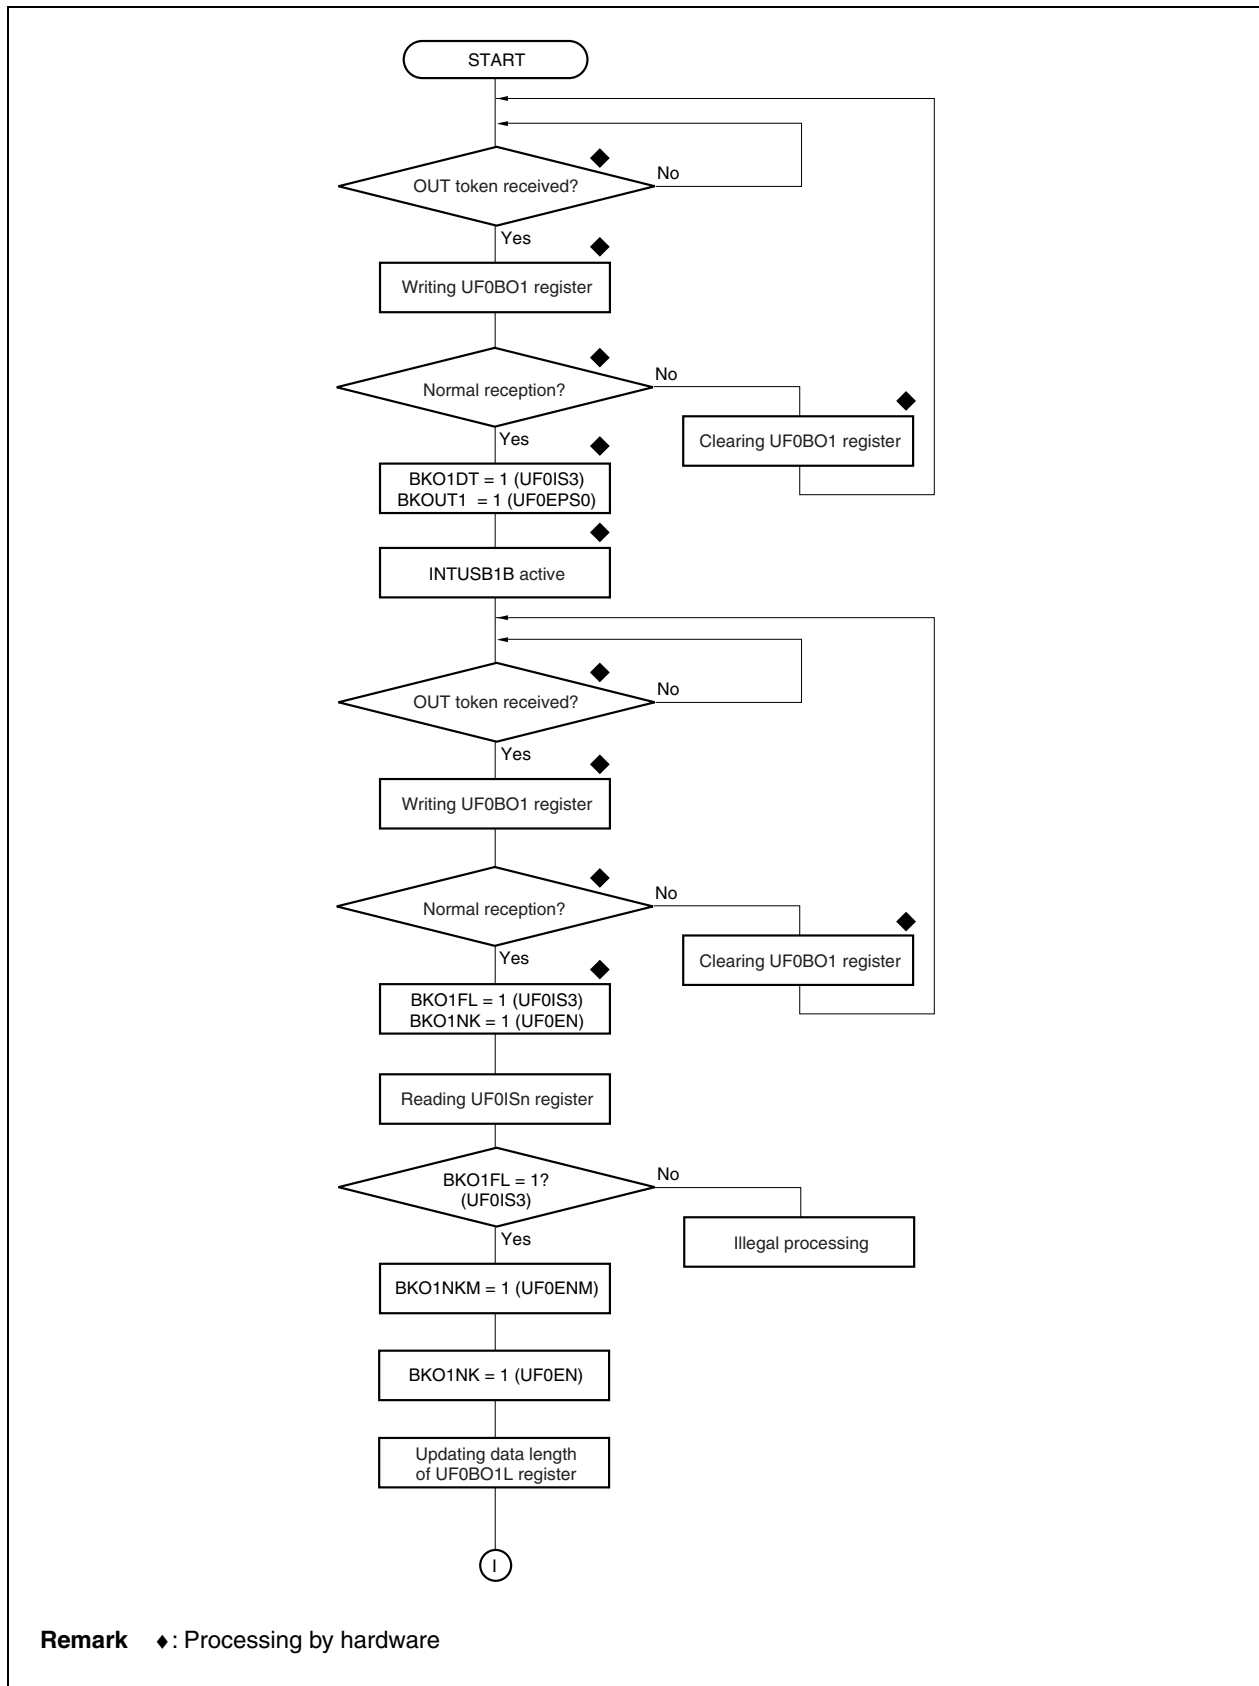 START
OUT token received?
No
Yes
Writing UF0BO1 register
Normal reception?
No
Clearing UF0BO1 register
Yes
BKO1DT = 1 (UF0IS3)
BKOUT1 = 1 (UF0EPS0)
INTUSB1B active
OUT token received?
No
Yes
Writing UF0BO1 register
Normal reception?
No
Clearing UF0BO1 register
Yes
BKO1FL = 1 (UF0IS3)
BKO1NK = 1 (UF0EN)
Reading UF0ISn register
BKO1FL = 1?
(UF0IS3)
No
Illegal processing
Yes
BKO1NKM = 1 (UF0ENM)
BKO1NK = 1 (UF0EN)
Updating data length
of UF0BO1L register
I
Remark ♦: Processing by hardware